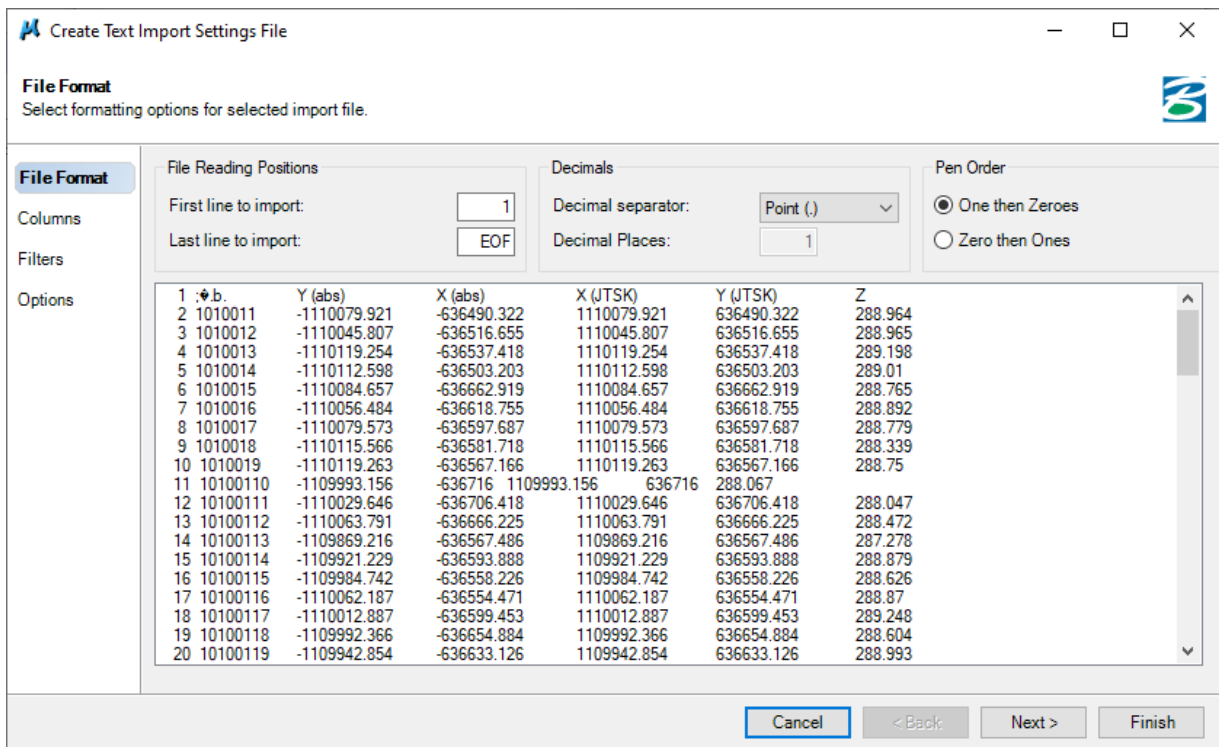 Create Text Import Settings File
File Format
Select formatting options for selected import file.
File Format
Columns
Filters
Options
File Reading Positions
First line to import: 1
Last line to import: EOF
Decimals
Decimal separator: Point (.)
Decimal Places: 1
Pen Order
One then Zeroes
Zero then Ones
1 ;�.b. Y (abs) X (abs) X (JTSK) Y (JTSK) Z
2 1010011 -1110079.921 -636490.322 1110079.921 636490.322 288.964
3 1010012 -1110045.807 -636516.655 1110045.807 636516.655 288.965
4 1010013 -1110119.254 -636537.418 1110119.254 636537.418 289.198
5 1010014 -1110112.598 -636503.203 1110112.598 636503.203 289.01
6 1010015 -1110084.657 -636662.919 1110084.657 636662.919 288.765
7 1010016 -1110056.484 -636618.755 1110056.484 636618.755 288.892
8 1010017 -1110079.573 -636597.687 1110079.573 636597.687 288.779
9 1010018 -1110115.566 -636581.718 1110115.566 636581.718 288.339
10 1010019 -1110119.263 -636567.166 1110119.263 636567.166 288.75
11 10100110 -1109993.156 -636716 1109993.156 636716 288.067
12 10100111 -1110029.646 -636706.418 1110029.646 636706.418 288.047
13 10100112 -1110063.791 -636666.225 1110063.791 636666.225 288.472
14 10100113 -1109869.216 -636567.486 1109869.216 636567.486 287.278
15 10100114 -1109921.229 -636593.888 1109921.229 636593.888 288.879
16 10100115 -1109984.742 -636558.226 1109984.742 636558.226 288.626
17 10100116 -1110062.187 -636554.471 1110062.187 636554.471 288.87
18 10100117 -1110012.887 -636599.453 1110012.887 636599.453 289.248
19 10100118 -1109992.366 -636654.884 1109992.366 636654.884 288.604
20 10100119 -1109942.854 -636633.126 1109942.854 636633.126 288.993
Cancel < Back Next > Finish